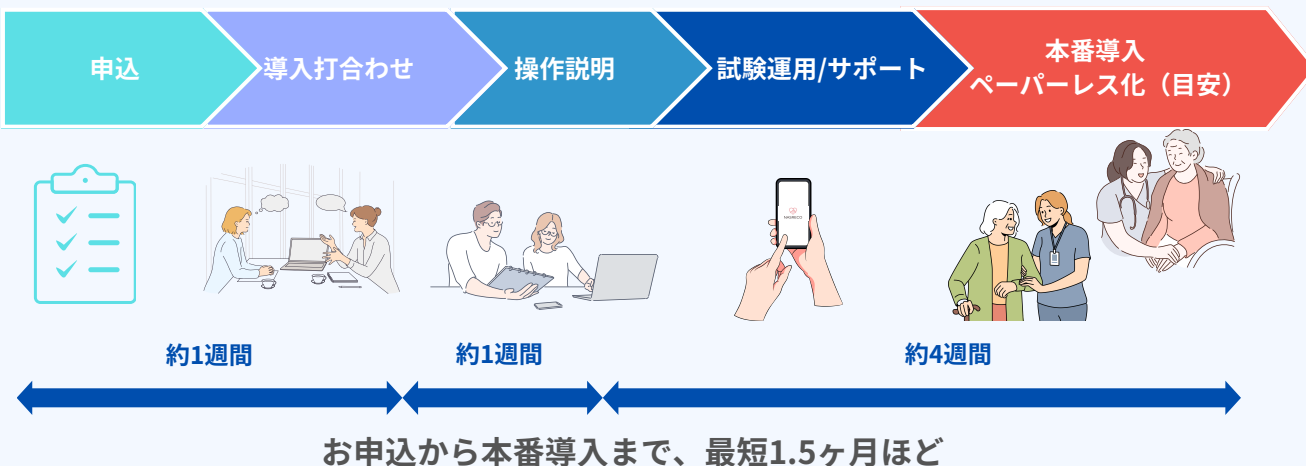 申込
導入打合わせ
操作説明
試験運用/サポート
本番導入
ペーパーレス化（目安）
約1週間
約1週間
約4週間
お申込から本番導入まで、最短1.5ヶ月ほど